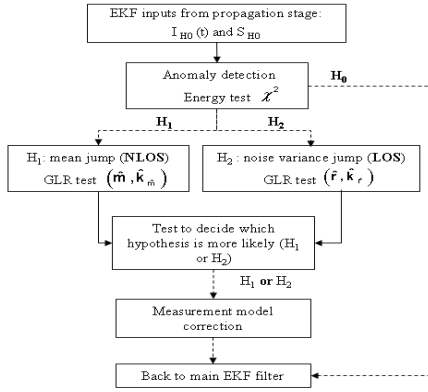 EKF inputs from propagation stage:
I H0 (t) and S H0
Anomaly detection
Energy test χ²
H₀
H₁
H₂
H₁: mean jump (NLOS)
GLR test (m̂, k̂ m̂)
H₂ : noise variance jump (LOS)
GLR test (r̂, k̂ r̂)
Test to decide which
hypothesis is more likely (H₁
or H₂)
H₁ or H₂
Measurement model
correction
Back to main EKF filter